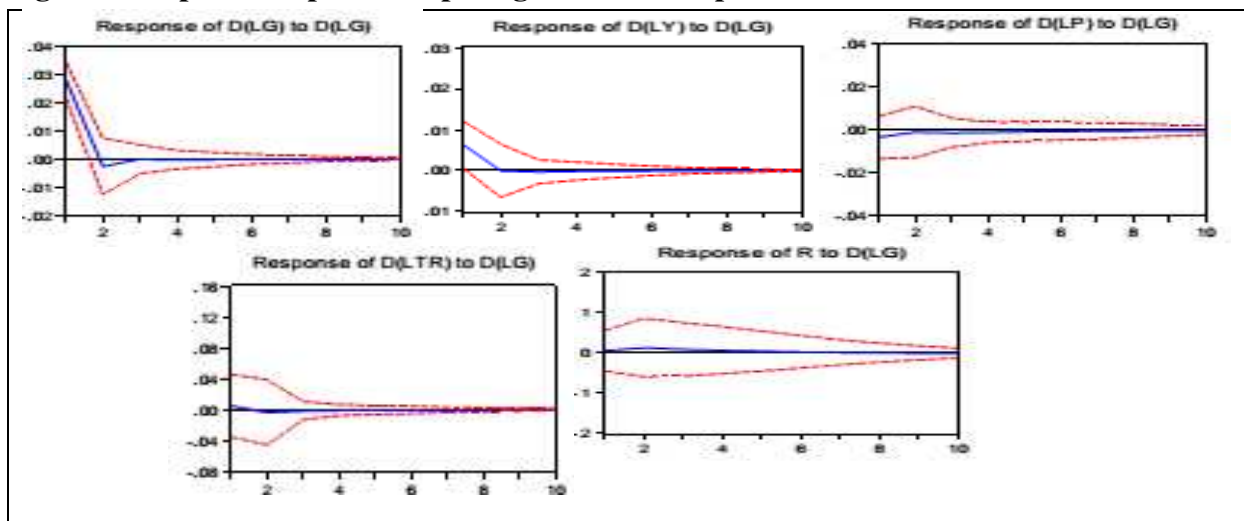 Response of D(LG) to D(LG)
.04
.03
.02
.01
.00
-.01
-.02
2 4 6 8 10
Response of D(LY) to D(LG)
.03
.02
.01
.00
.01
2 4 6 8 10
Response of D(LP) to D(LG)
.04
.02
.00
-.02
-.04
2 4 6 8 10
Response of D(LTR) to D(LG)
.16
.12
.08
.04
.00
-.04
-.08
2 4 6 8 10
Response of R to D(LG)
2
1
0
-1
-2
2 4 6 8 10